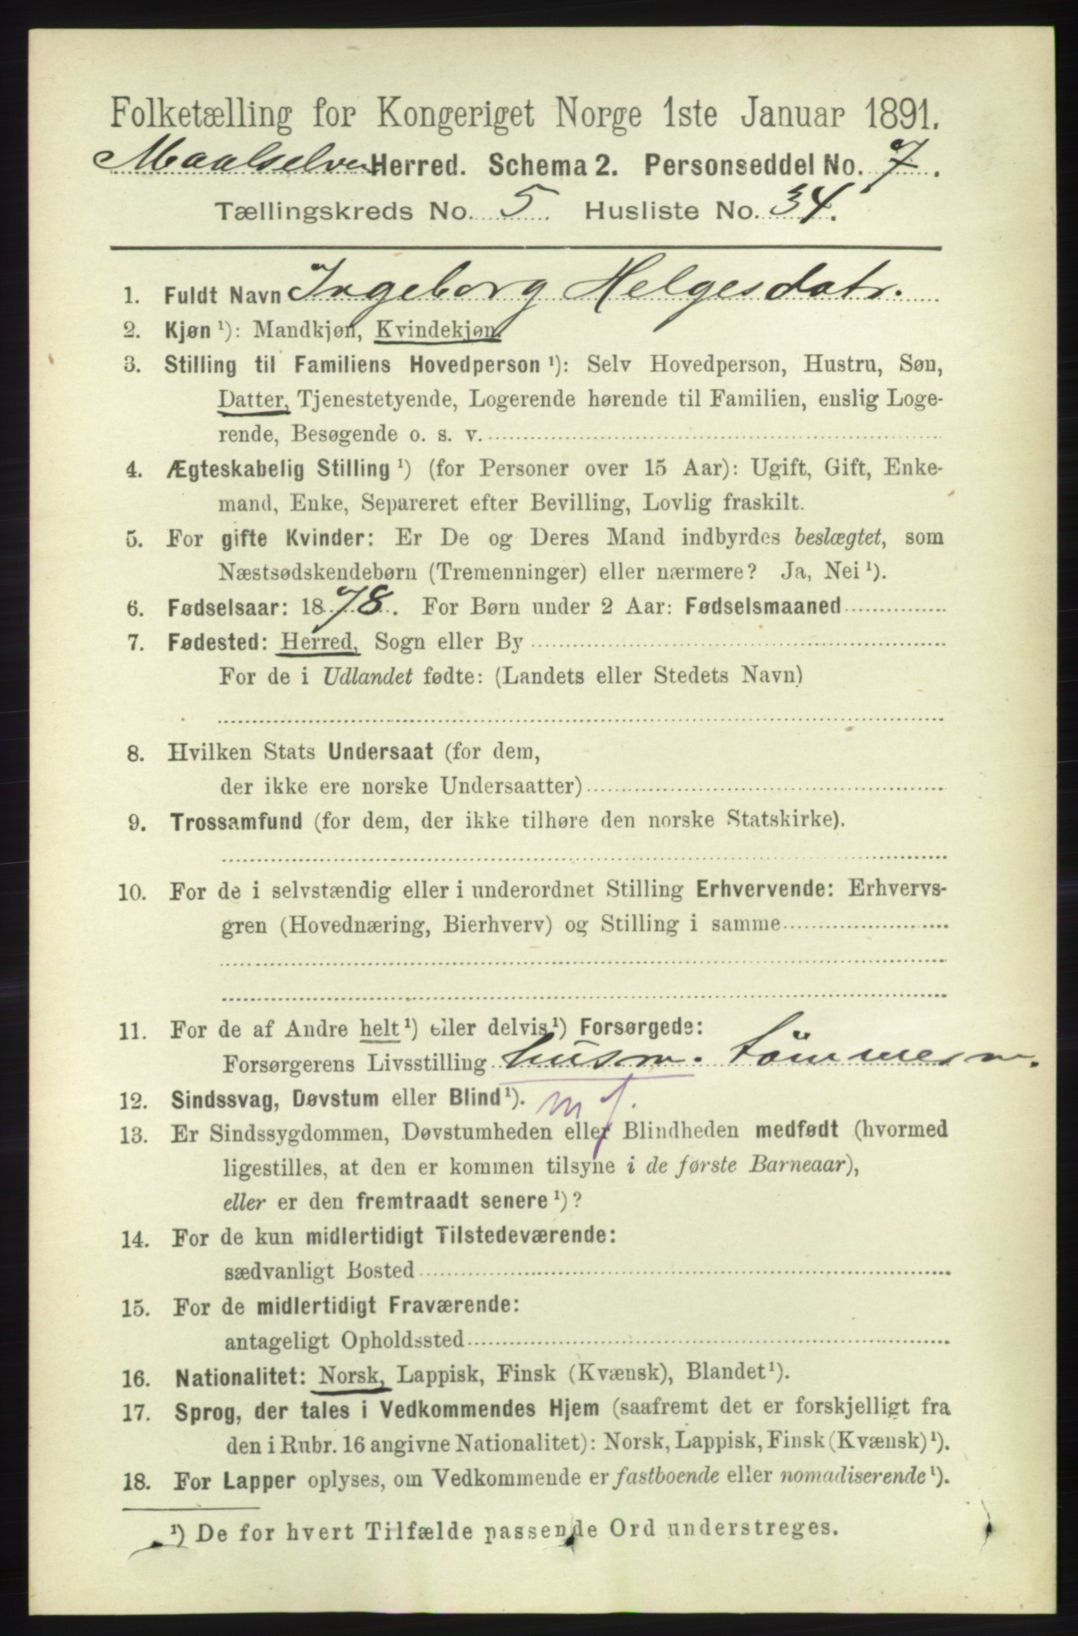 Folketælling for Kongeriget Norge 1ste Januar 1891.
Maalselven Herred. Schema 2. Personseddel No. 7.
Tællingskreds No. 5. Husliste No. 34.
1. Fuldt Navn Ingeborg Helgesdatr.
2. Kjøn ¹): Mandkjøn, Kvindekjøn.
3. Stilling til Familiens Hovedperson ¹): Selv Hovedperson, Hustru, Søn,
Datter, Tjenestetyende, Logerende hørende til Familien, enslig Loge-
rende, Besøgende o. s. v.
4. Ægteskabelig Stilling ¹) (for Personer over 15 Aar): Ugift, Gift, Enke-
mand, Enke, Separeret efter Bevilling, Lovlig fraskilt.
5. For gifte Kvinder: Er De og Deres Mand indbyrdes beslægtet, som
Næstsødskendebørn (Tremenninger) eller nærmere? Ja, Nei ¹).
6. Fødselsaar: 1878. For Børn under 2 Aar: Fødselsmaaned
7. Fødested: Herred, Sogn eller By
For de i Udlandet fødte: (Landets eller Stedets Navn)
8. Hvilken Stats Undersaat (for dem,
der ikke ere norske Undersaatter)
9. Trossamfund (for dem, der ikke tilhøre den norske Statskirke).
10. For de i selvstændig eller i underordnet Stilling Erhvervende: Erhvervs-
gren (Hovednæring, Bierhverv) og Stilling i samme
11. For de af Andre helt ¹) eller delvis ¹) Forsørgede:
Forsørgerens Livsstilling husm. tömmerm.
12. Sindssvag, Døvstum eller Blind ¹). m f.
13. Er Sindssygdommen, Døvstumheden eller Blindheden medfødt (hvormed
ligestilles, at den er kommen tilsyne i de første Barneaar),
eller er den fremtraadt senere ¹)?
14. For de kun midlertidigt Tilstedeværende:
sædvanligt Bosted
15. For de midlertidigt Fraværende:
antageligt Opholdssted
16. Nationalitet: Norsk, Lappisk, Finsk (Kvænsk), Blandet ¹).
17. Sprog, der tales i Vedkommendes Hjem (saafremt det er forskjelligt fra
den i Rubr. 16 angivne Nationalitet): Norsk, Lappisk, Finsk (Kvænsk) ¹).
18. For Lapper oplyses, om Vedkommende er fastboende eller nomadiserende ¹).
¹) De for hvert Tilfælde passende Ord understreges.